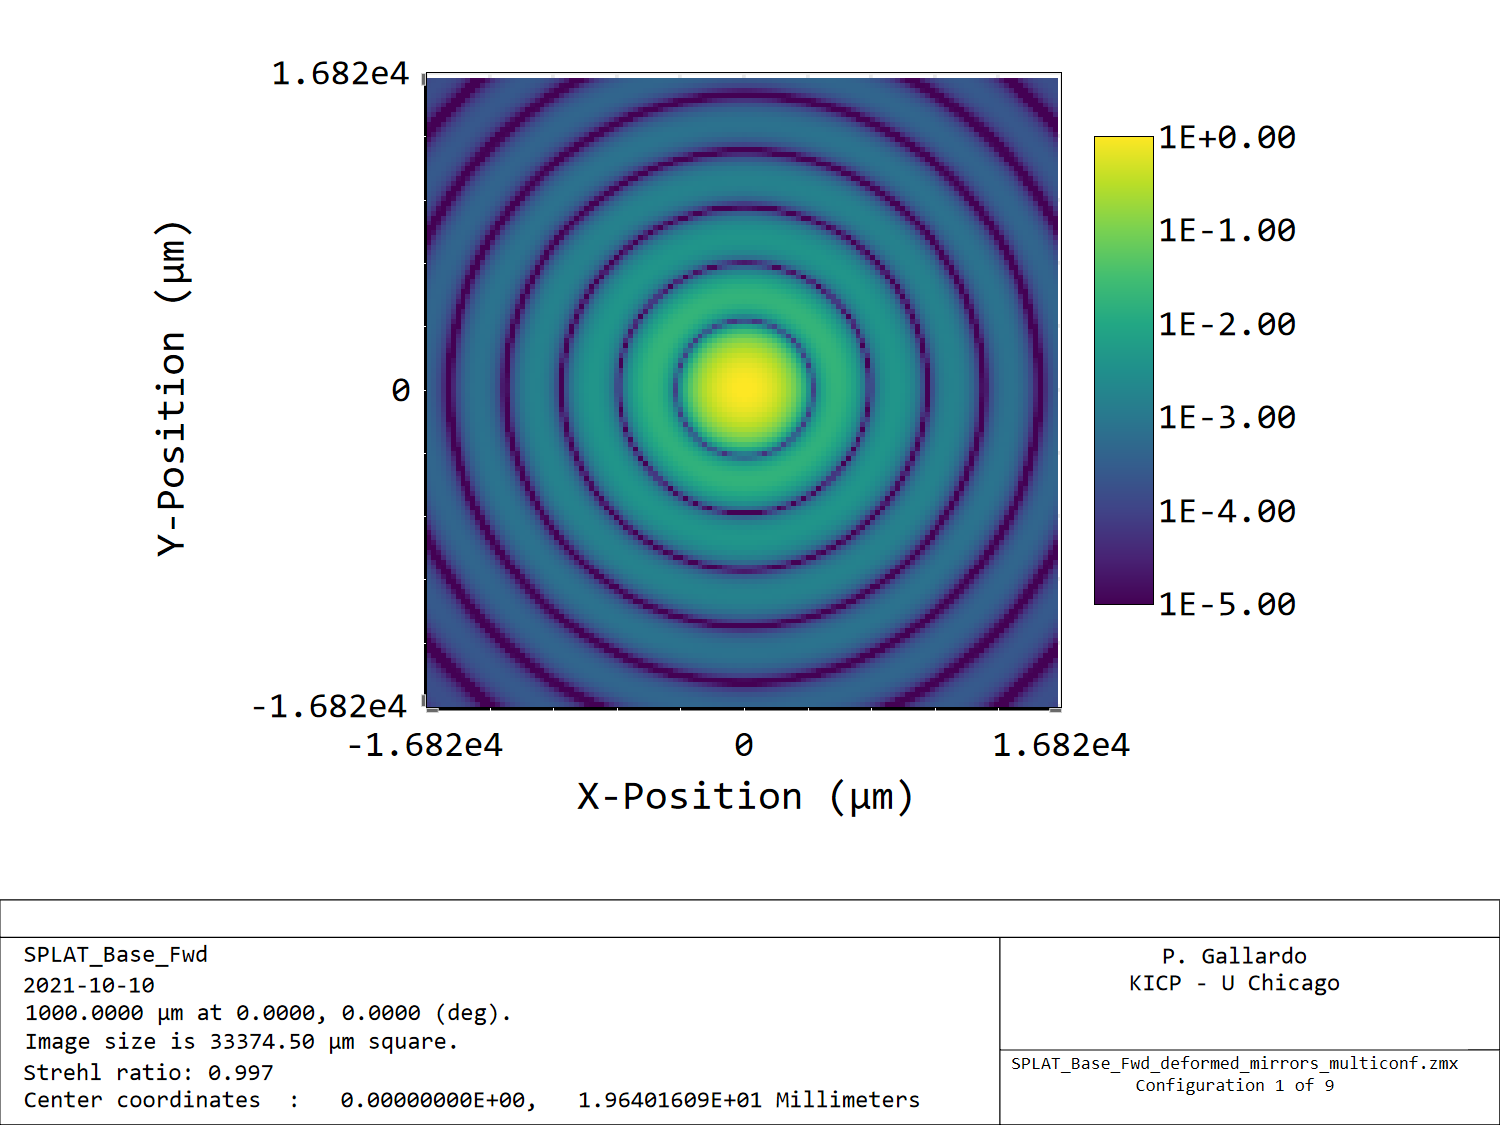 1.682e4
0
-1.682e4
Y-Position (µm)
-1.682e4 0 1.682e4
X-Position (µm)
1E+0.00
1E-1.00
1E-2.00
1E-3.00
1E-4.00
1E-5.00
SPLAT_Base_Fwd
2021-10-10
1000.0000 µm at 0.0000, 0.0000 (deg).
Image size is 33374.50 µm square.
Strehl ratio: 0.997
Center coordinates  :   0.00000000E+00,   1.96401609E+01 Millimeters
P. Gallardo
KICP - U Chicago
SPLAT_Base_Fwd_deformed_mirrors_multiconf.zmx
Configuration 1 of 9